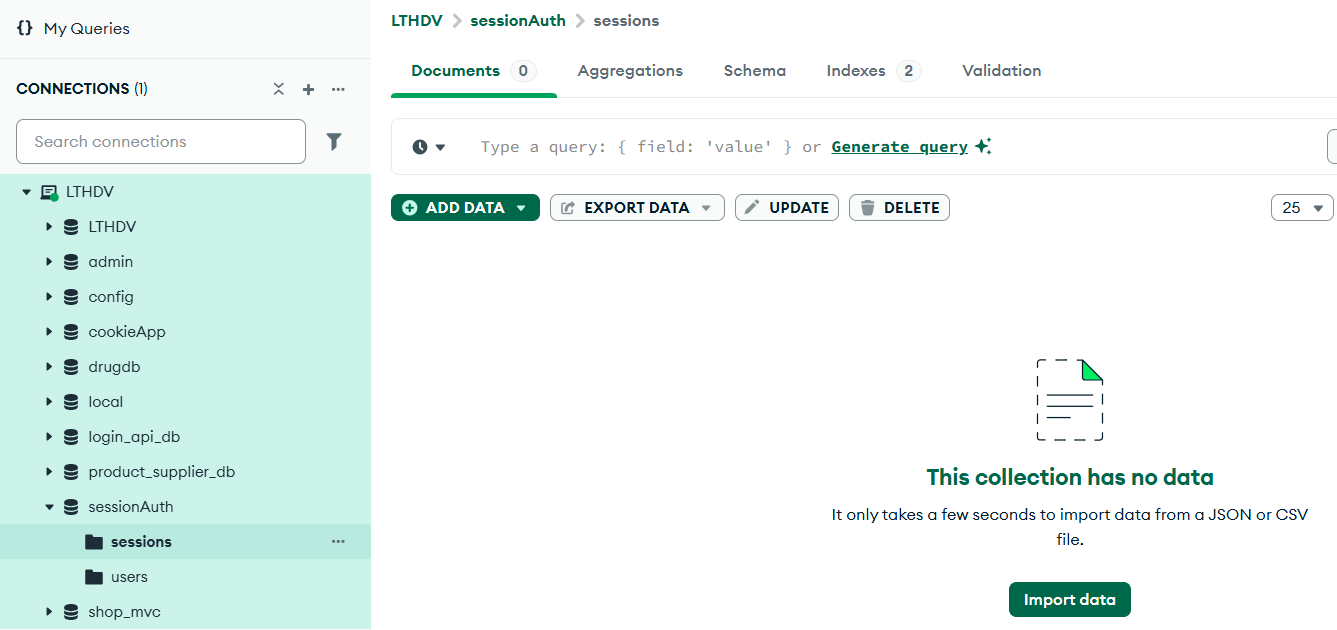 My Queries
CONNECTIONS (1)
Search connections
LTHDV
LTHDV
admin
config
cookieApp
drugdb
local
login_api_db
product_supplier_db
sessionAuth
sessions
users
shop_mvc
LTHDV sessionAuth sessions
Documents 0 Aggregations Schema Indexes 2 Validation
Type a query: { field: 'value' } or Generate query
ADD DATA EXPORT DATA UPDATE DELETE 25
This collection has no data
It only takes a few seconds to import data from a JSON or CSV
file.
Import data